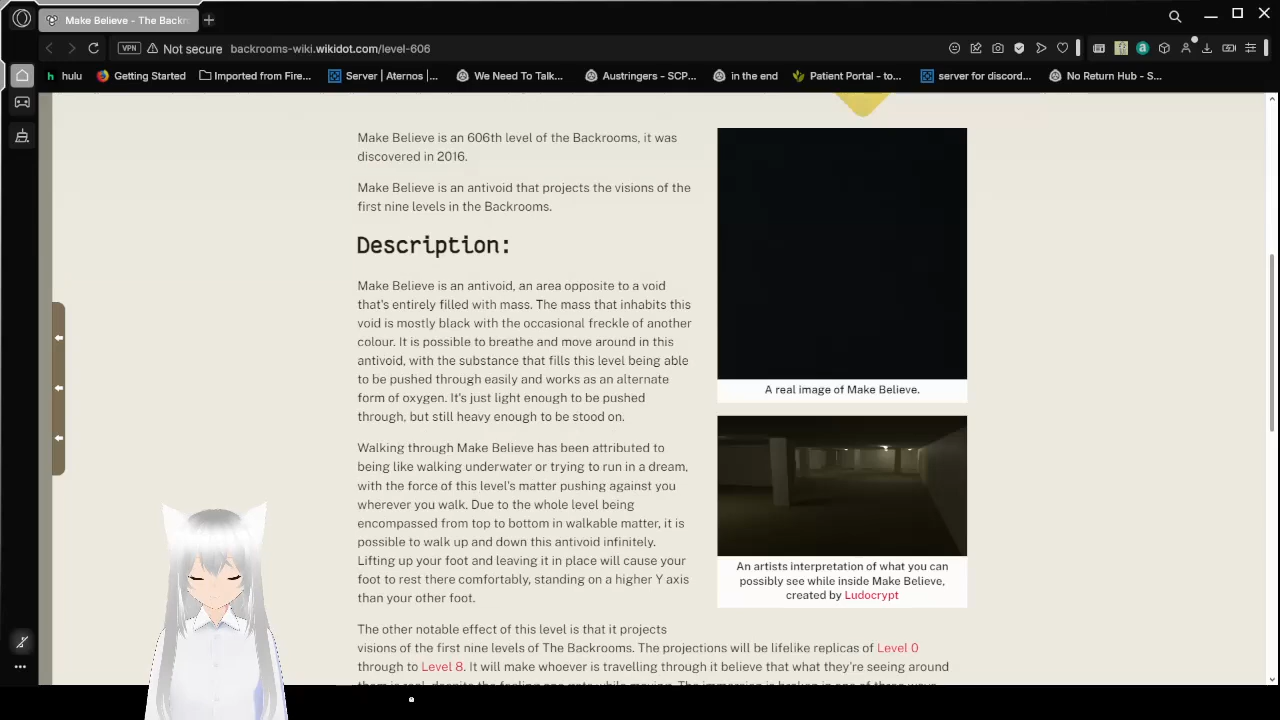 Make Believe - The Backr
VPN Not secure backrooms-wiki.wikidot.com/level-606
hulu Getting Started Imported from Fire... Server | Aternos |... We Need To Talk... Austringers - SCP... in the end Patient Portal - to... server for discord... No Return Hub - S...
Make Believe is an 606th level of the Backrooms, it was
discovered in 2016.
Make Believe is an antivoid that projects the visions of the
first nine levels in the Backrooms.
Description:
Make Believe is an antivoid, an area opposite to a void
that's entirely filled with mass. The mass that inhabits this
void is mostly black with the occasional freckle of another
colour. It is possible to breathe and move around in this
antivoid, with the substance that fills this level being able
to be pushed through easily and works as an alternate
form of oxygen. It's just light enough to be pushed
through, but still heavy enough to be stood on.
Walking through Make Believe has been attributed to
being like walking underwater or trying to run in a dream,
with the force of this level's matter pushing against you
wherever you walk. Due to the whole level being
encompassed from top to bottom in walkable matter, it is
possible to walk up and down this antivoid infinitely.
Lifting up your foot and leaving it in place will cause your
foot to rest there comfortably, standing on a higher Y axis
than your other foot.
A real image of Make Believe.
An artists interpretation of what you can
possibly see while inside Make Believe,
created by Ludocrypt
The other notable effect of this level is that it projects
visions of the first nine levels of The Backrooms. The projections will be lifelike replicas of Level 0
through to Level 8. It will make whoever is travelling through it believe that what they're seeing around
them is real, despite the feeling one gets while moving. The immersion is broken in one of three ways